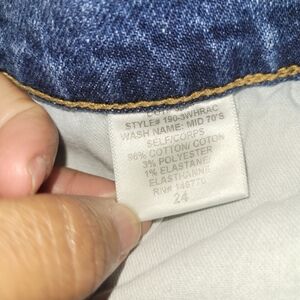 STYLE# 190-3WHRAC
WASH NAME: MID 70'S
SELF/CORPS
96% COTTON/ COTON
3% POLYESTER
1% ELASTANE/
ELASTHANNE
RN# 146770
24